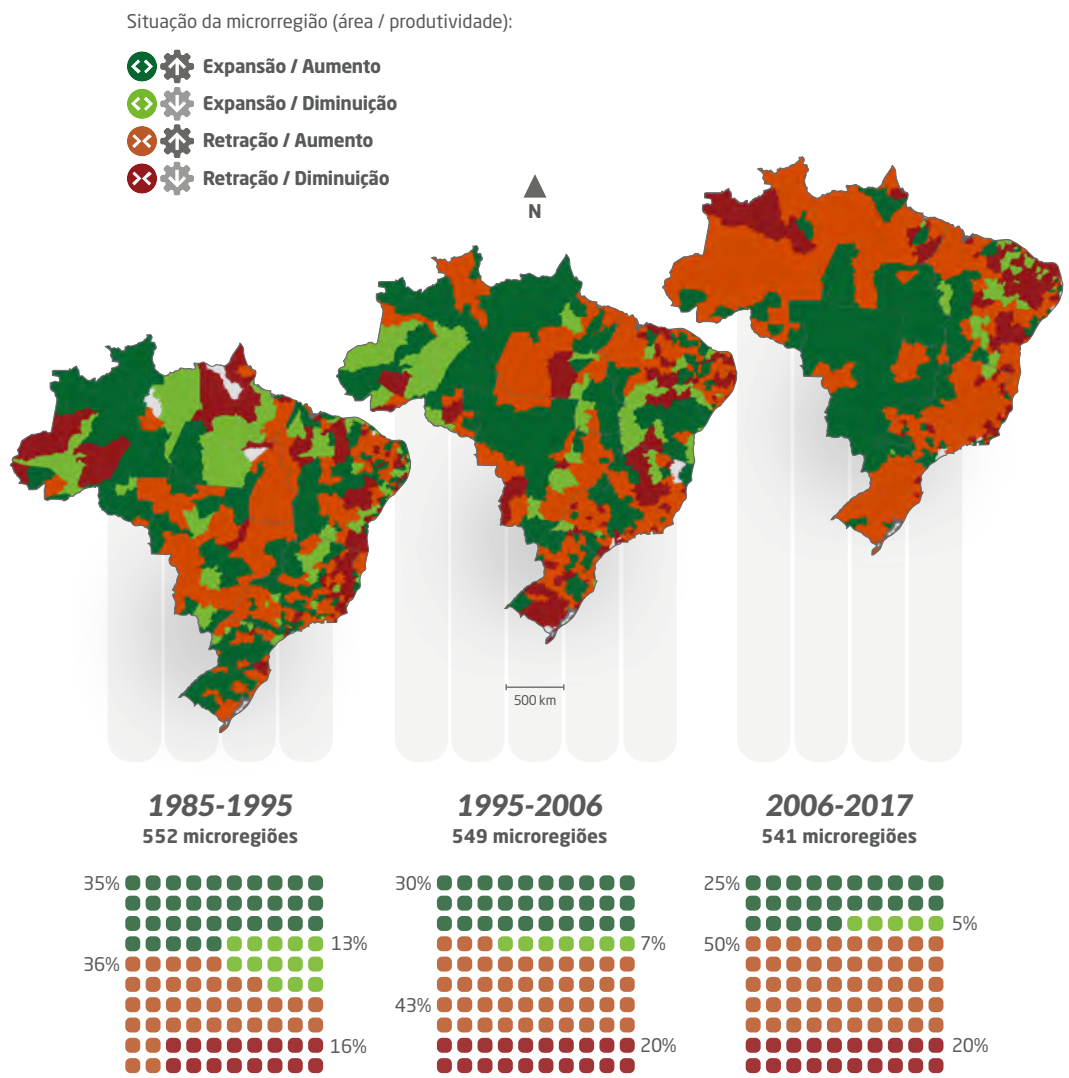 Situação da microrregião (área / produtividade):
Expansão / Aumento
Expansão / Diminuição
Retração / Aumento
Retração / Diminuição
N
500 km
1985-1995
552 microregiões
35%
13%
36%
16%
1995-2006
549 microregiões
30%
7%
43%
20%
2006-2017
541 microregiões
25%
5%
50%
20%